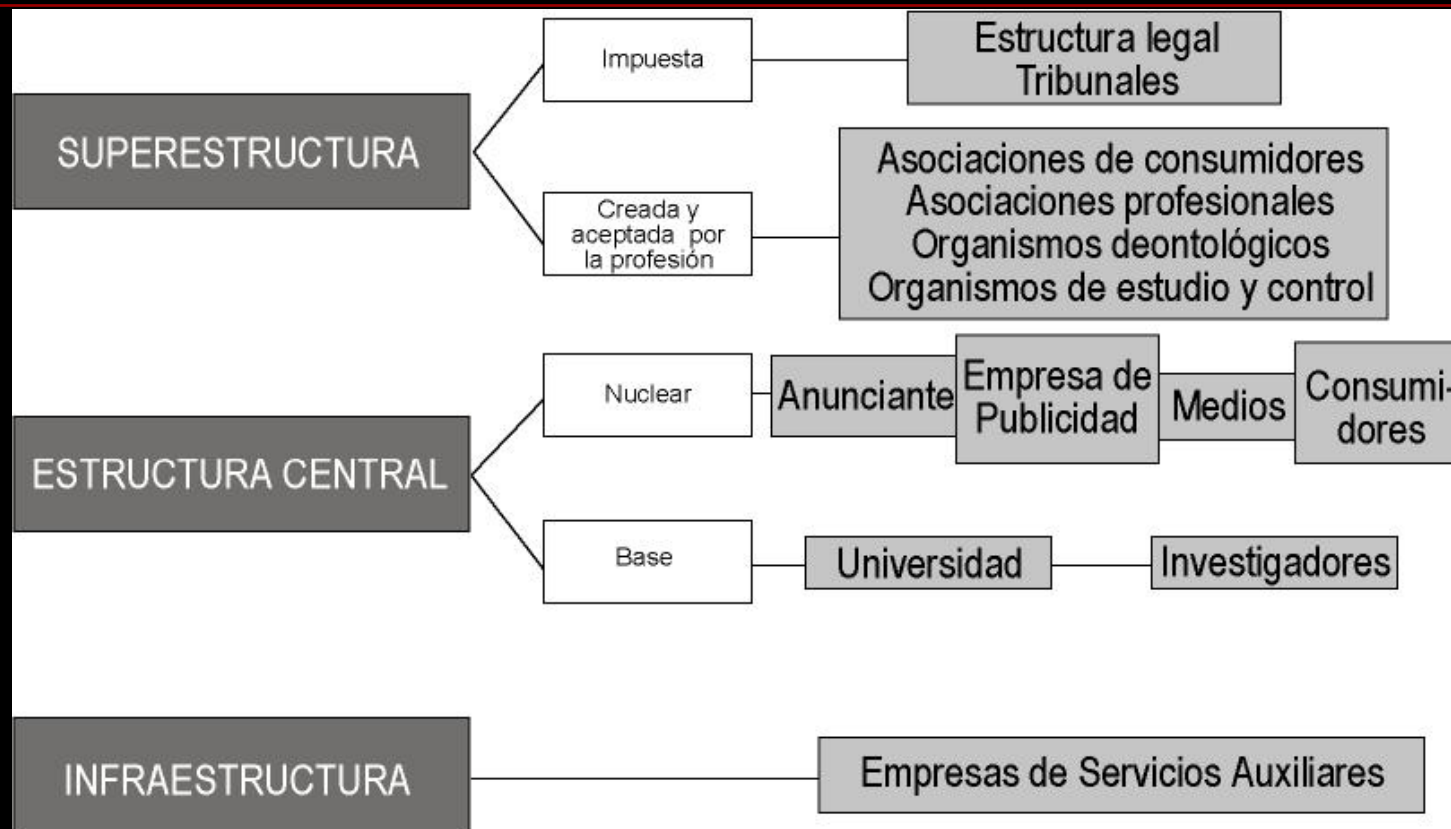 Impuesta
Estructura legal
Tribunales
SUPERESTRUCTURA
Creada y
aceptada por
la profesión
Asociaciones de consumidores
Asociaciones profesionales
Organismos deontológicos
Organismos de estudio y control
ESTRUCTURA CENTRAL
Nuclear
Anunciante
Empresa de
Publicidad
Medios
Consumi-
dores
Base
Universidad
Investigadores
INFRAESTRUCTURA
Empresas de Servicios Auxiliares